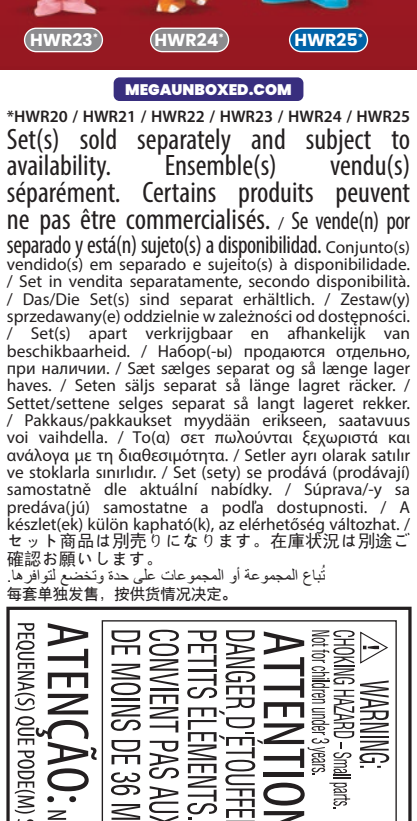 HWR23* HWR24* HWR25*
MEGAUNBOXED.COM
*HWR20 / HWR21 / HWR22 / HWR23 / HWR24 / HWR25
Set(s) sold separately and subject to
availability. Ensemble(s) vendu(s)
séparément. Certains produits peuvent
ne pas être commercialisés. / Se vende(n) por
separado y está(n) sujeto(s) a disponibilidad. Conjunto(s)
vendido(s) em separado e sujeito(s) à disponibilidade.
/ Set in vendita separatamente, secondo disponibilità.
/ Das/Die Set(s) sind separat erhältlich. / Zestaw(y)
sprzedawany(e) oddzielnie w zależności od dostępności.
/ Set(s) apart verkrijgbaar en afhankelijk van
beschikbaarheid. / Набор(-ы) продаются отдельно,
при наличии. / Sæt sælges separat og så længe lager
haves. / Seten säljs separat så länge lagret räcker. /
Settet/settene selges separat så langt lageret rekker.
/ Pakkaus/pakkaukset myydään erikseen, saatavuus
voi vaihdella. / Το(α) σετ πωλούνται ξεχωριστά και
ανάλογα με τη διαθεσιμότητα. / Setler ayrı olarak satılır
ve stoklarla sınırlıdır. / Set (sety) se prodává (prodávají)
samostatně dle aktuální nabídky. / Súprava/-y sa
predáva(jú) samostatne a podľa dostupnosti. / A
készlet(ek) külön kapható(k), az elérhetőség változhat. /
セット商品は別売りになります。在庫状況は別途ご
確認お願いします。
تُباع المجموعة أو المجموعات على حدة وتخضع لتوافرها.
每套单独发售，按供货情况决定。
WARNING:
CHOKING HAZARD – Small parts.
Not for children under 3 years.
ATTENTION
DANGER D'ÉTOUFFE
PETITS ÉLÉMENTS.
CONVIENT PAS AUX
DE MOINS DE 36 M
ATENÇÃO: N
PEQUENA(S) QUE PODE(M) S